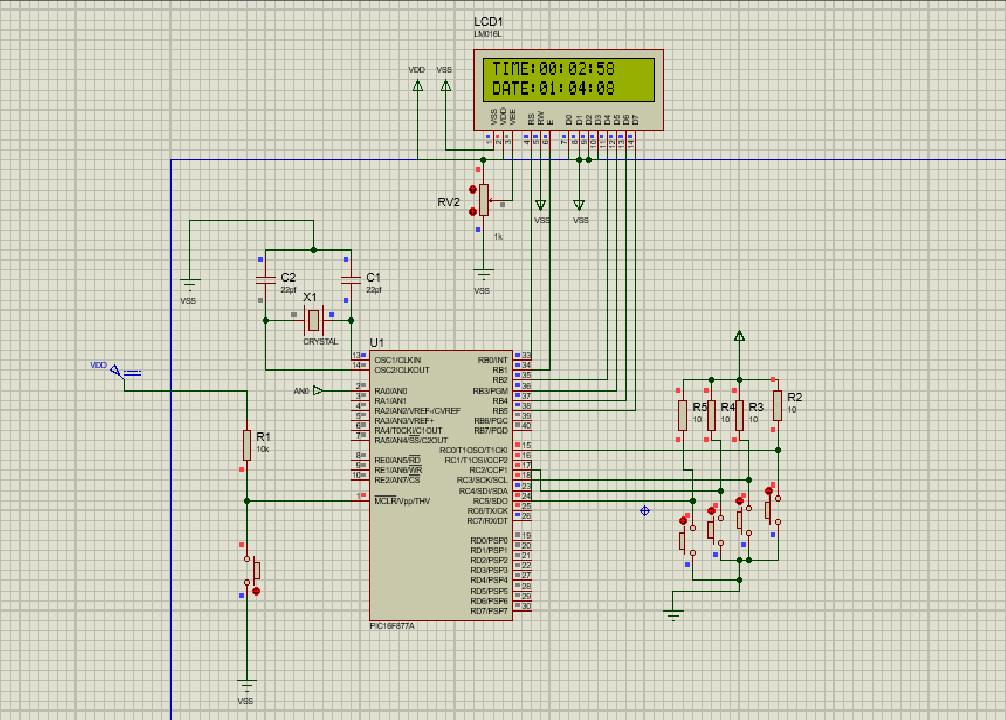 LCD1
LM016L
TIME:00:02:58
DATE:01:04:08
VDD VSS
VSS VDD VEE RS RW E D0 D1 D2 D3 D4 D5 D6 D7
1 2 3 4 5 6 7 8 9 10 11 12 13 14
RV2
1k
VSS VSS
VSS
C2
22pf
C1
22pf
VSS
X1
CRYSTAL
U1
VDD
AN0
13 OSC1/CLKIN
14 OSC2/CLKOUT
2 RA0/AN0
3 RA1/AN1
4 RA2/AN2/VREF-/CVREF
5 RA3/AN3/VREF+
6 RA4/T0CKI/C1OUT
7 RA5/AN4/SS/C2OUT
8 RE0/AN5/RD
9 RE1/AN6/WR
10 RE2/AN7/CS
1 MCLR/Vpp/THV
RB0/INT 33
RB1 34
RB2 35
RB3/PGM 36
RB4 37
RB5 38
RB6/PGC 39
RB7/PGD 40
RC0/T1OSO/T1CKI 15
RC1/T1OSI/CCP2 16
RC2/CCP1 17
RC3/SCK/SCL 18
RC4/SDI/SDA 23
RC5/SDO 24
RC6/TX/CK 25
RC7/RX/DT 26
RD0/PSP0 19
RD1/PSP1 20
RD2/PSP2 21
RD3/PSP3 22
RD4/PSP4 27
RD5/PSP5 28
RD6/PSP6 29
RD7/PSP7 30
PIC16F877A
R1
10k
VSS
R5
10
R4
10
R3
10
R2
10